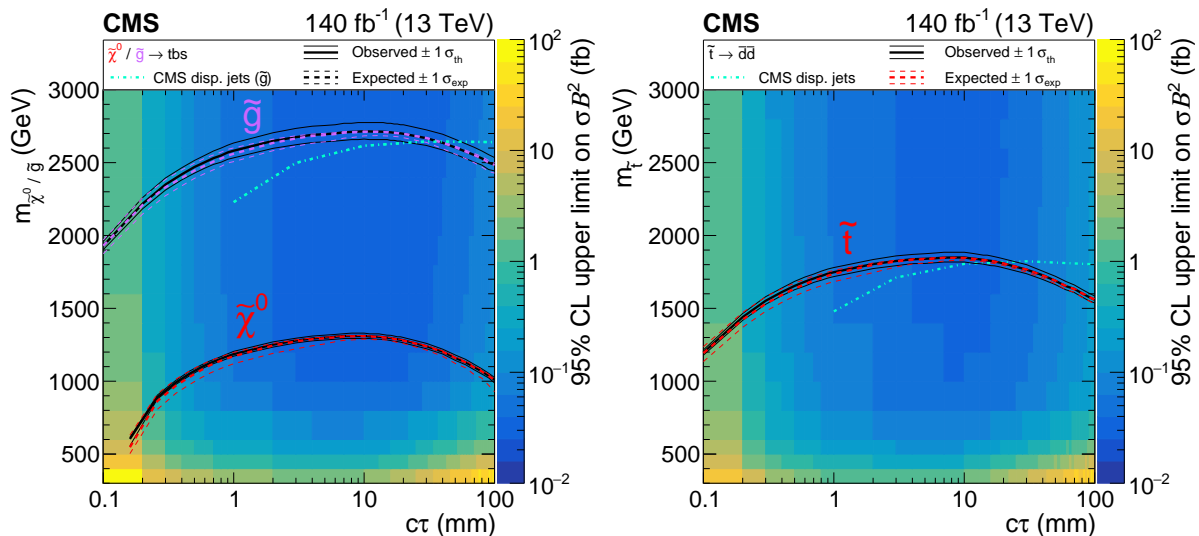 CMS 140 fb⁻¹ (13 TeV)
χ̃⁰ / g̃ → tbs
Observed ± 1 σth
CMS disp. jets (g̃)
Expected ± 1 σexp
3000
2500
2000
1500
1000
500
m χ̃⁰ / g̃ (GeV)
g̃
χ̃⁰
0.1 1 10 100
cτ (mm)
10²
10
1
10⁻¹
10⁻²
95% CL upper limit on σB² (fb)
CMS 140 fb⁻¹ (13 TeV)
t̃ → d̅d̅
Observed ± 1 σth
CMS disp. jets
Expected ± 1 σexp
3000
2500
2000
1500
1000
500
m t̃ (GeV)
t̃
0.1 1 10 100
cτ (mm)
10²
10
1
10⁻¹
10⁻²
95% CL upper limit on σB² (fb)